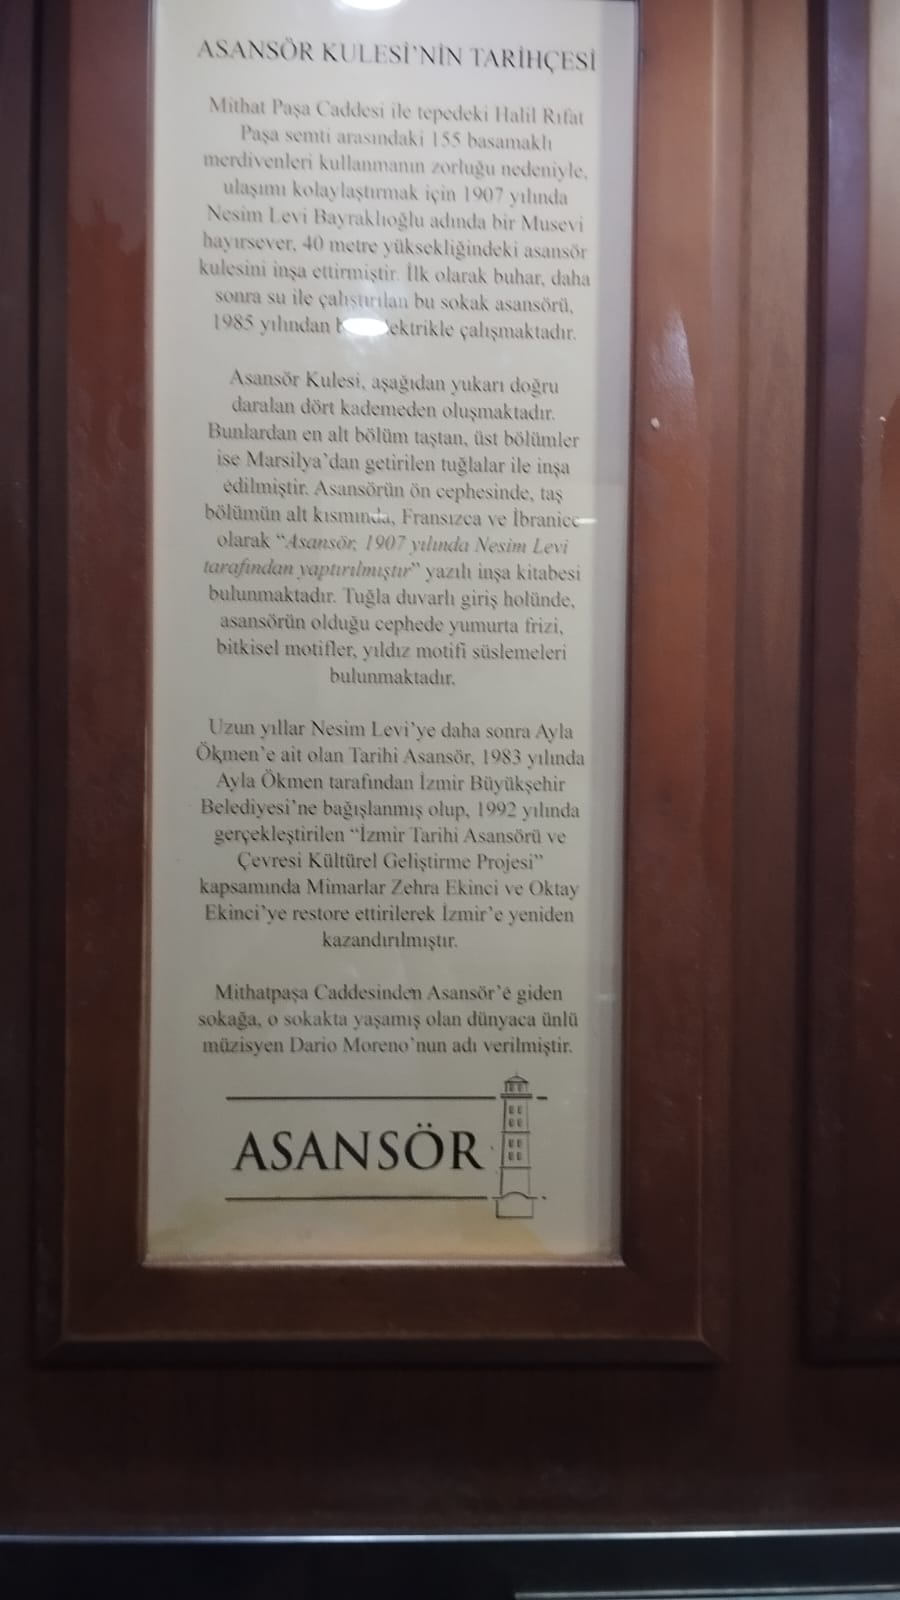 ASANSÖR KULESİ'NİN TARİHÇESİ
Mithat Paşa Caddesi ile tepedeki Halil Rıfat
Paşa semti arasındaki 155 basamaklı
merdivenleri kullanmanın zorluğu nedeniyle,
ulaşımı kolaylaştırmak için 1907 yılında
Nesim Levi Bayraklıoğlu adında bir Musevi
hayırsever, 40 metre yüksekliğindeki asansör
kulesini inşa ettirmiştir. İlk olarak buhar, daha
sonra su ile çalıştırılan bu sokak asansörü,
1985 yılından çalışmaktadır.
Asansör Kulesi, aşağıdan yukarı doğru
daralan dört kademeden oluşmaktadır.
Bunlardan en alt bölüm taştan, üst bölümler
ise Marsilya'dan getirilen tuğlalar ile inşa
edilmiştir. Asansörün ön cephesinde, taş
bölümün alt kısmında, Fransızca ve İbranice
olarak "Asansör, 1907 yılında Nesim Levi
tarafından yaptırılmıştır" yazılı inşa kitabesi
bulunmaktadır. Tuğla duvarlı giriş holünde,
asansörün olduğu cephede yumurta frizi,
bitkisel motifler, yıldız motifi süslemeleri
bulunmaktadır.
Uzun yıllar Nesim Levi'ye daha sonra Ayla
Ökmen'e ait olan Tarihi Asansör, 1983 yılında
Ayla Ökmen tarafından İzmir Büyükşehir
Belediyesi'ne bağışlanmış olup, 1992 yılında
gerçekleştirilen "İzmir Tarihi Asansörü ve
Çevresi Kültürel Geliştirme Projesi"
kapsamında Mimarlar Zehra Ekinci ve Oktay
Ekinci'ye restore ettirilerek İzmir'e yeniden
kazandırılmıştır.
Mithatpaşa Caddesinden Asansör'e giden
sokağa, o sokakta yaşamış olan dünyaca ünlü
müzisyen Dario Moreno'nun adı verilmiştir.
ASANSÖR